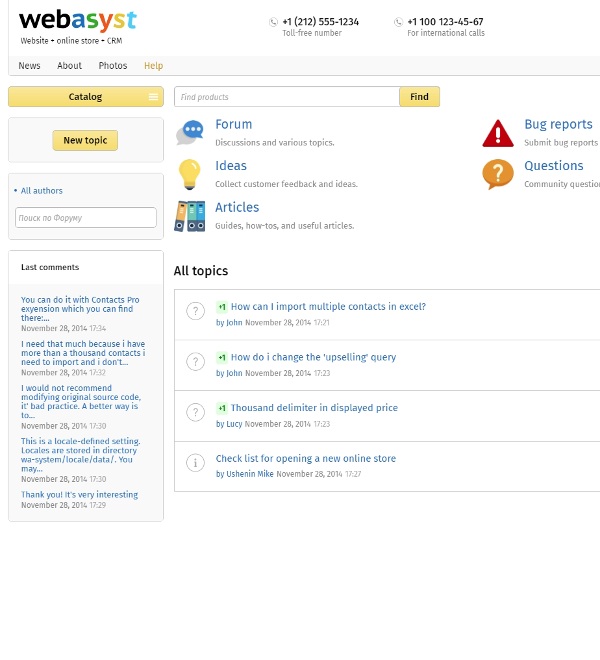 webasyst
Website + online store + CRM
+1 (212) 555-1234
Toll-free number
+1 100 123-45-67
For international calls
News About Photos Help
Catalog
Find products
Find
New topic
All authors
Поиск по Форуму
Forum
Discussions and various topics.
Bug reports
Submit bug reports
Ideas
Collect customer feedback and ideas.
Questions
Community question
Articles
Guides, how-tos, and useful articles.
Last comments
You can do it with Contacts Pro
exyension which you can find
there:...
November 28, 2014 17:34
I need that much because i have
more than a thousand contacts i
need to import and i don't...
November 28, 2014 17:32
I would not recommend
modifying original source code,
it' bad practice. A better way is
to...
November 28, 2014 17:30
This is a locale-defined setting.
Locales are stored in directory
wa-system/locale/data/. You
may...
November 28, 2014 17:30
Thank you! It's very interesting
November 28, 2014 17:29
All topics
+1 How can I import multiple contacts in excel?
by John November 28, 2014 17:21
+1 How do i change the 'upselling' query
by John November 28, 2014 17:23
+1 Thousand delimiter in displayed price
by Lucy November 28, 2014 17:23
Check list for opening a new online store
by Ushenin Mike November 28, 2014 17:27